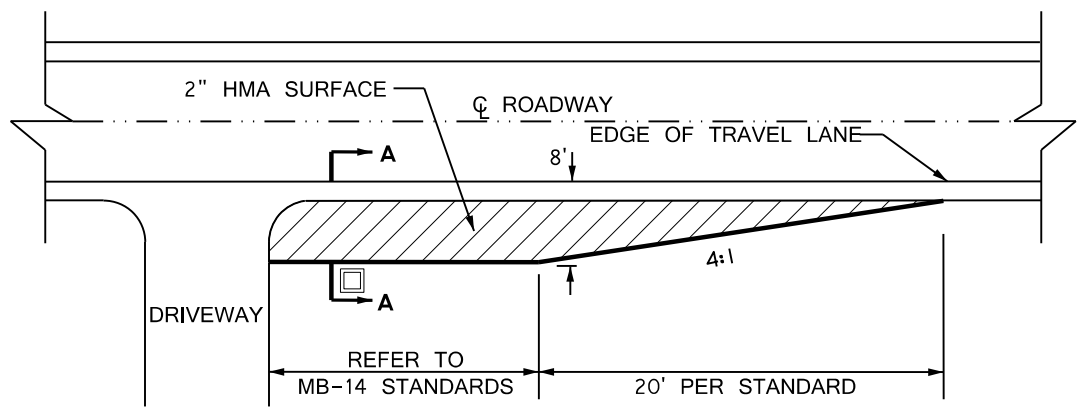 2" HMA SURFACE
℄ ROADWAY
EDGE OF TRAVEL LANE
A
8'
4:1
A
DRIVEWAY
REFER TO
MB-14 STANDARDS
20' PER STANDARD